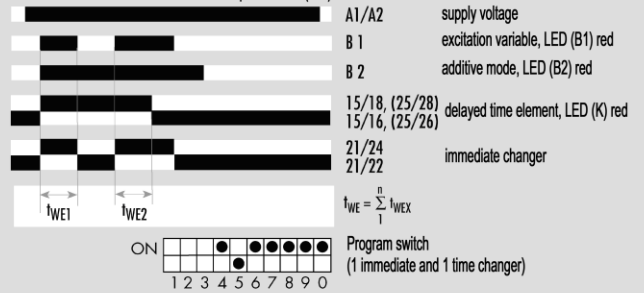 A1/A2 supply voltage
B 1 excitation variable, LED (B1) red
B 2 additive mode, LED (B2) red
15/18, (25/28)
15/16, (25/26) delayed time element, LED (K) red
21/24
21/22 immediate changer
tWE1 tWE2 tWE = n Σ 1 tWEX
ON Program switch
(1 immediate and 1 time changer)
1 2 3 4 5 6 7 8 9 0